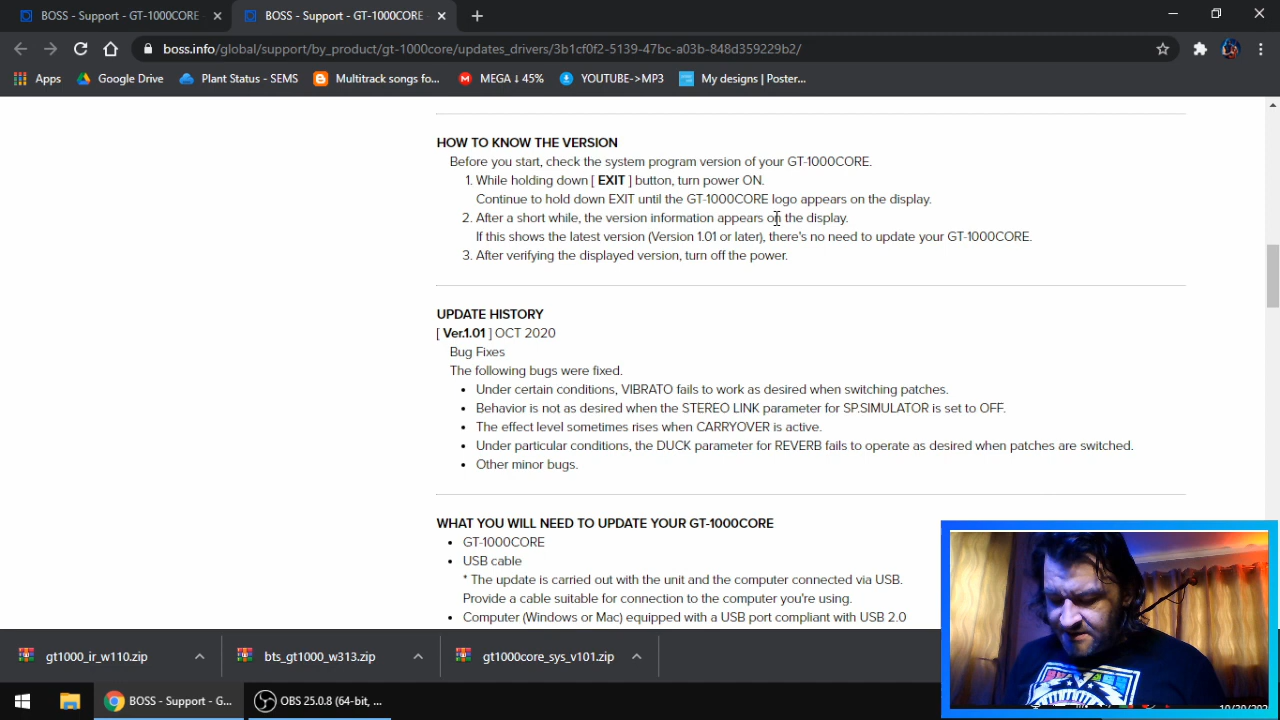 BOSS - Support - GT-1000CORE
BOSS - Support - GT-1000CORE
boss.info/global/support/by_product/gt-1000core/updates_drivers/3b1cf0f2-5139-47bc-a03b-848d359229b2/
Apps Google Drive Plant Status - SEMS Multitrack songs fo... MEGA ⇂ 45% YOUTUBE->MP3 My designs | Poster...
HOW TO KNOW THE VERSION
Before you start, check the system program version of your GT-1000CORE.
1. While holding down [ EXIT ] button, turn power ON.
Continue to hold down EXIT until the GT-1000CORE logo appears on the display.
2. After a short while, the version information appears on the display.
If this shows the latest version (Version 1.01 or later), there's no need to update your GT-1000CORE.
3. After verifying the displayed version, turn off the power.
UPDATE HISTORY
[ Ver.1.01 ] OCT 2020
Bug Fixes
The following bugs were fixed.
• Under certain conditions, VIBRATO fails to work as desired when switching patches.
• Behavior is not as desired when the STEREO LINK parameter for SP.SIMULATOR is set to OFF.
• The effect level sometimes rises when CARRYOVER is active.
• Under particular conditions, the DUCK parameter for REVERB fails to operate as desired when patches are switched.
• Other minor bugs.
WHAT YOU WILL NEED TO UPDATE YOUR GT-1000CORE
• GT-1000CORE
• USB cable
* The update is carried out with the unit and the computer connected via USB.
Provide a cable suitable for connection to the computer you're using.
• Computer (Windows or Mac) equipped with a USB port compliant with USB 2.0
gt1000_ir_w110.zip bts_gt1000_w313.zip gt1000core_sys_v101.zip
BOSS - Support - G... OBS 25.0.8 (64-bit, ...